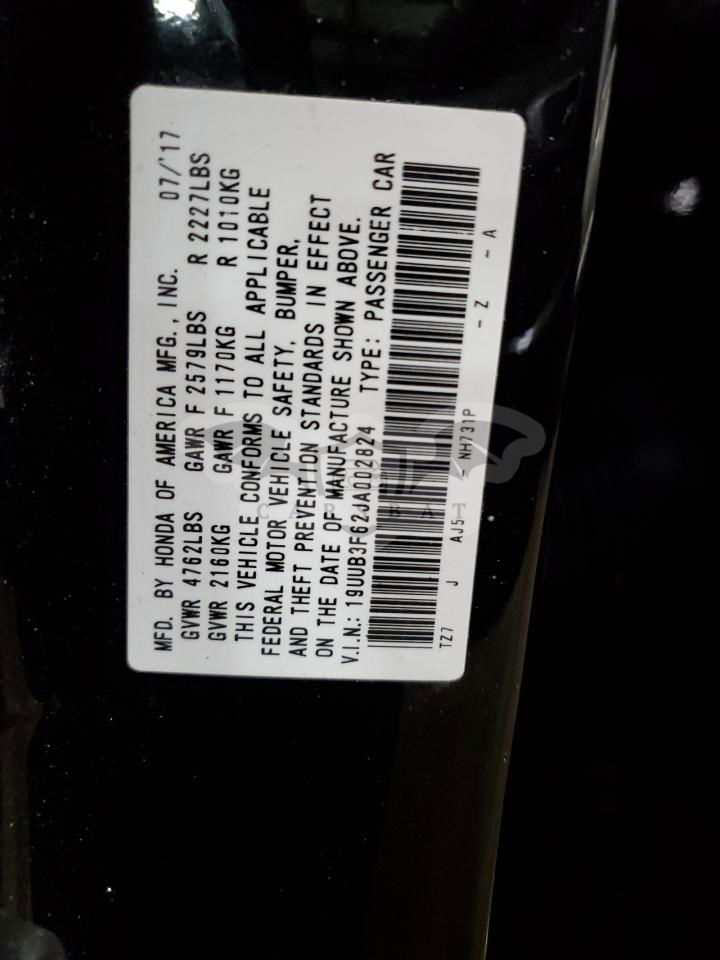 MFD. BY HONDA OF AMERICA MFG., INC. 07/'17
GVWR 4762LBS GAWR F 2579LBS R 2227LBS
GVWR 2160KG GAWR F 1170KG R 1010KG
THIS VEHICLE CONFORMS TO ALL APPLICABLE
FEDERAL MOTOR VEHICLE SAFETY, BUMPER,
AND THEFT PREVENTION STANDARDS IN EFFECT
ON THE DATE OF MANUFACTURE SHOWN ABOVE.
V.I.N.: 19UUB3F62JA002824 TYPE: PASSENGER CAR
TZ7 J AJ5 - NH731P - Z - A